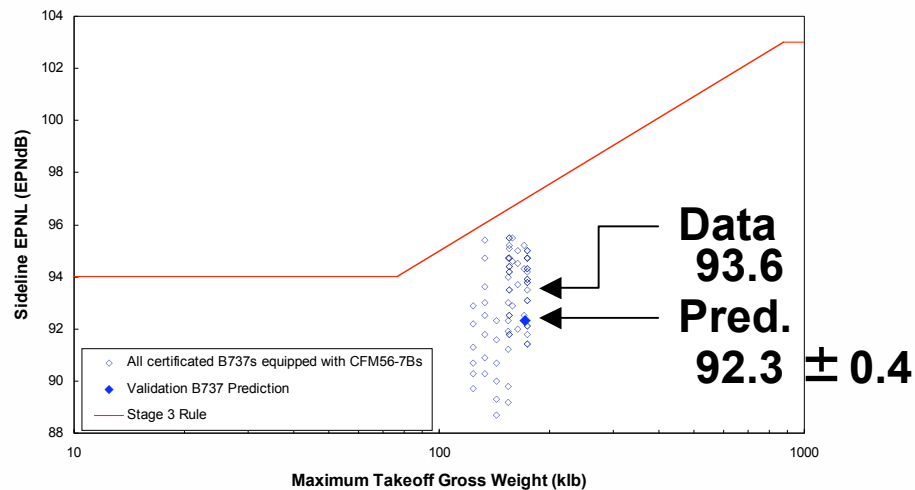 104
102
100
98
96
94
92
90
88
Sideline EPNL (EPNdB)
Data
93.6
Pred.
92.3 ± 0.4
All certificated B737s equipped with CFM56-7Bs
Validation B737 Prediction
Stage 3 Rule
10
100
1000
Maximum Takeoff Gross Weight (klb)